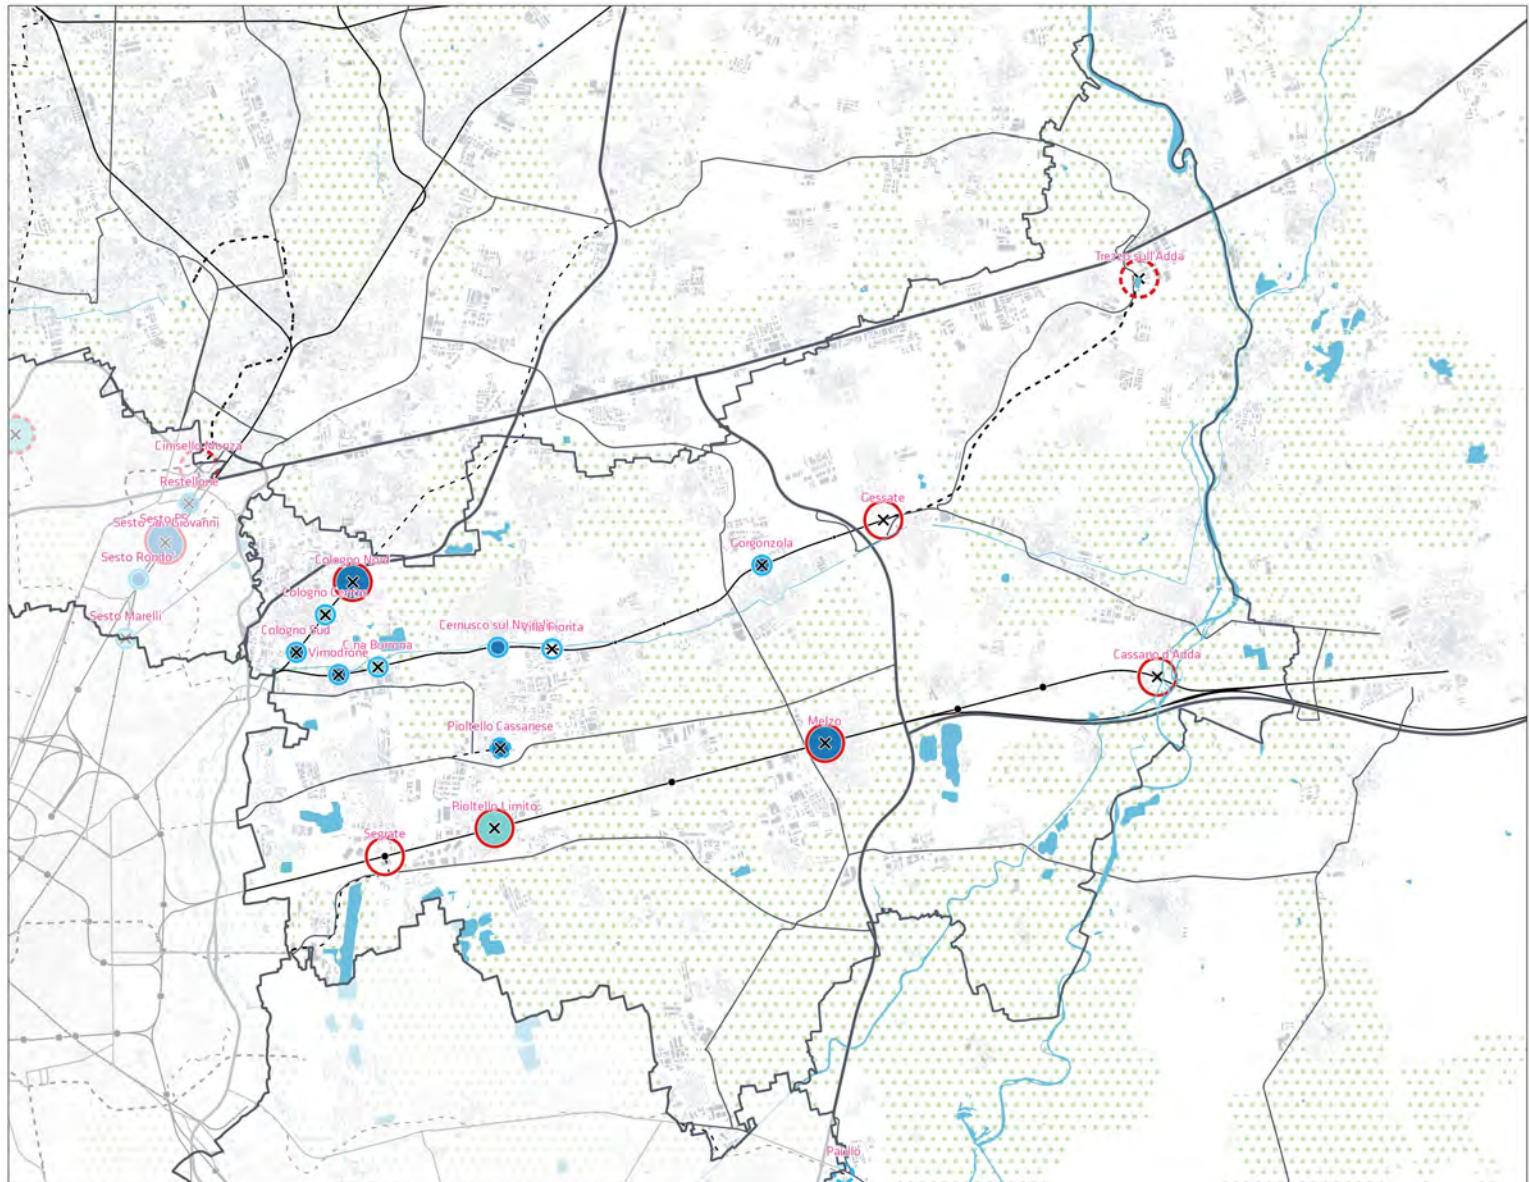 Trezzo sull'Adda
Cinisello Monza
Restellone
Gessate
Sesto FS
Sesto San Giovanni
Gorgonzola
Sesto Rondo
Cologno Nord
Cologno Centro
Sesto Marelli
Cologno Sud
Cernusco sul Naviglio
Villa Fiorita
C.na Burrona
Vimodrone
Cassano d'Adda
Melzo
Pioltello Cassanese
Pioltello Limito
Segrate
Paullo